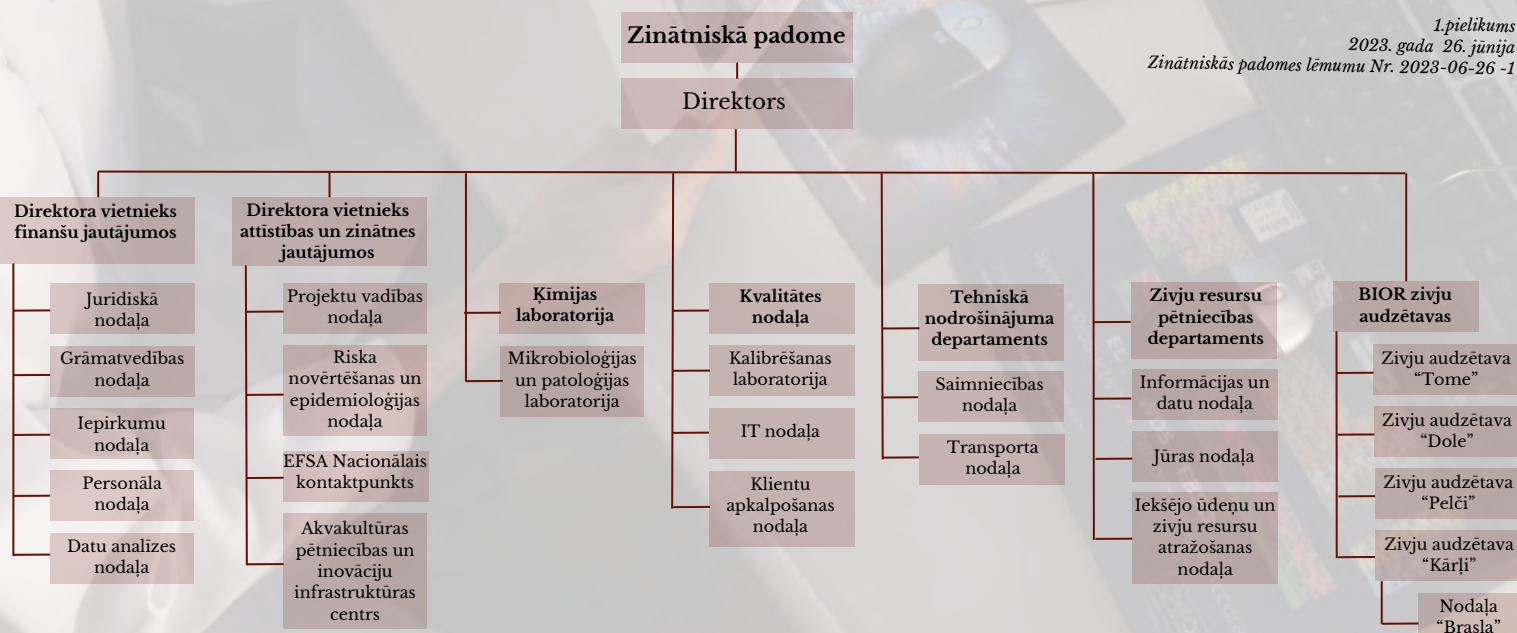 Zinātniskā padome
Direktors
1.pielikums
2023. gada 26. jūnija
Zinātniskās padomes lēmumu Nr. 2023-06-26 -1
Direktora vietnieks
finanšu jautājumos
Juridiskā
nodaļa
Grāmatvedības
nodaļa
Iepirkumu
nodaļa
Personāla
nodaļa
Datu analīzes
nodaļa
Direktora vietnieks
attīstības un zinātnes
jautājumos
Projektu vadības
nodaļa
Riska
novērtēšanas un
epidemioloģijas
nodaļa
EFSA Nacionālais
kontaktpunkts
Akvakultūras
pētniecības un
inovāciju
infrastruktūras
centrs
Ķīmijas
laboratorija
Mikrobioloģijas
un patoloģijas
laboratorija
Kvalitātes
nodaļa
Kalibrēšanas
laboratorija
IT nodaļa
Klientu
apkalpošanas
nodaļa
Tehniskā
nodrošinājuma
departaments
Saimniecības
nodaļa
Transporta
nodaļa
Zivju resursu
pētniecības
departaments
Informācijas un
datu nodaļa
Jūras nodaļa
Iekšējo ūdeņu un
zivju resursu
atražošanas
nodaļa
BIOR zivju
audzētavas
Zivju audzētava
“Tome”
Zivju audzētava
“Dole”
Zivju audzētava
“Pelči”
Zivju audzētava
“Kārļi”
Nodaļa
“Brasla”